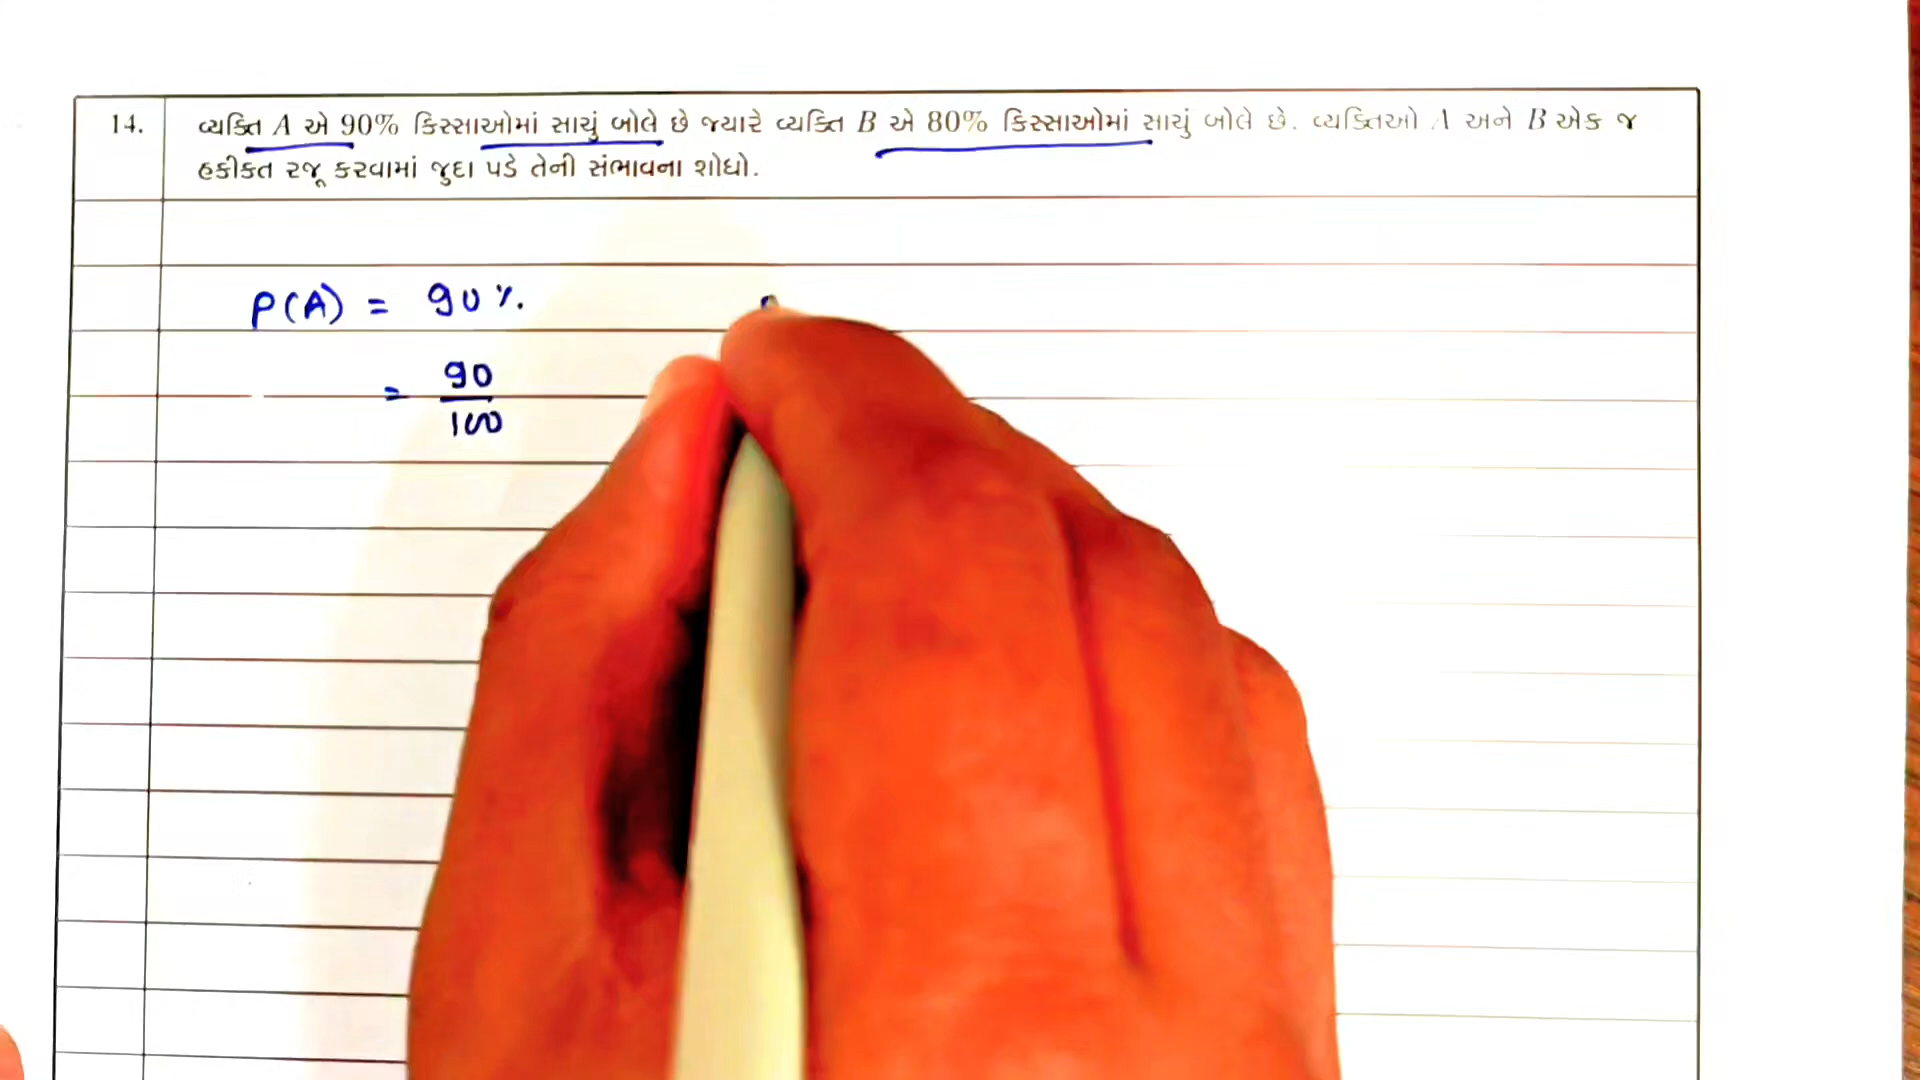 14. વ્યક્તિ A એ 90% કિસ્સાઓમાં સાચું બોલે છે જ્યારે વ્યક્તિ B એ 80% કિસ્સાઓમાં સાચું બોલે છે. વ્યક્તિઓ A અને B એક જ
હકીકત રજૂ કરવામાં જુદા પડે તેની સંભાવના શોધો.
P(A) = 90%.
= 90/100